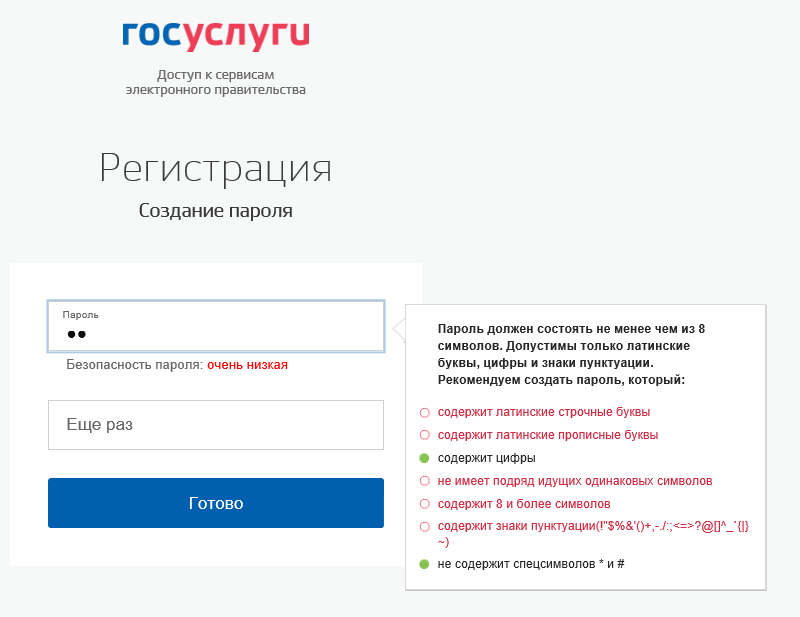 госуслуги
Доступ к сервисам
электронного правительства
Регистрация
Создание пароля
Пароль
Безопасность пароля: очень низкая
Еще раз
Готово
Пароль должен состоять не менее чем из 8
символов. Допустимы только латинские
буквы, цифры и знаки пунктуации.
Рекомендуем создать пароль, который:
содержит латинские строчные буквы
содержит латинские прописные буквы
содержит цифры
не имеет подряд идущих одинаковых символов
содержит 8 и более символов
содержит знаки пунктуации(!"$%&'()+,-./:;<=>?@[]^_`{|}
~)
не содержит спецсимволов * и #